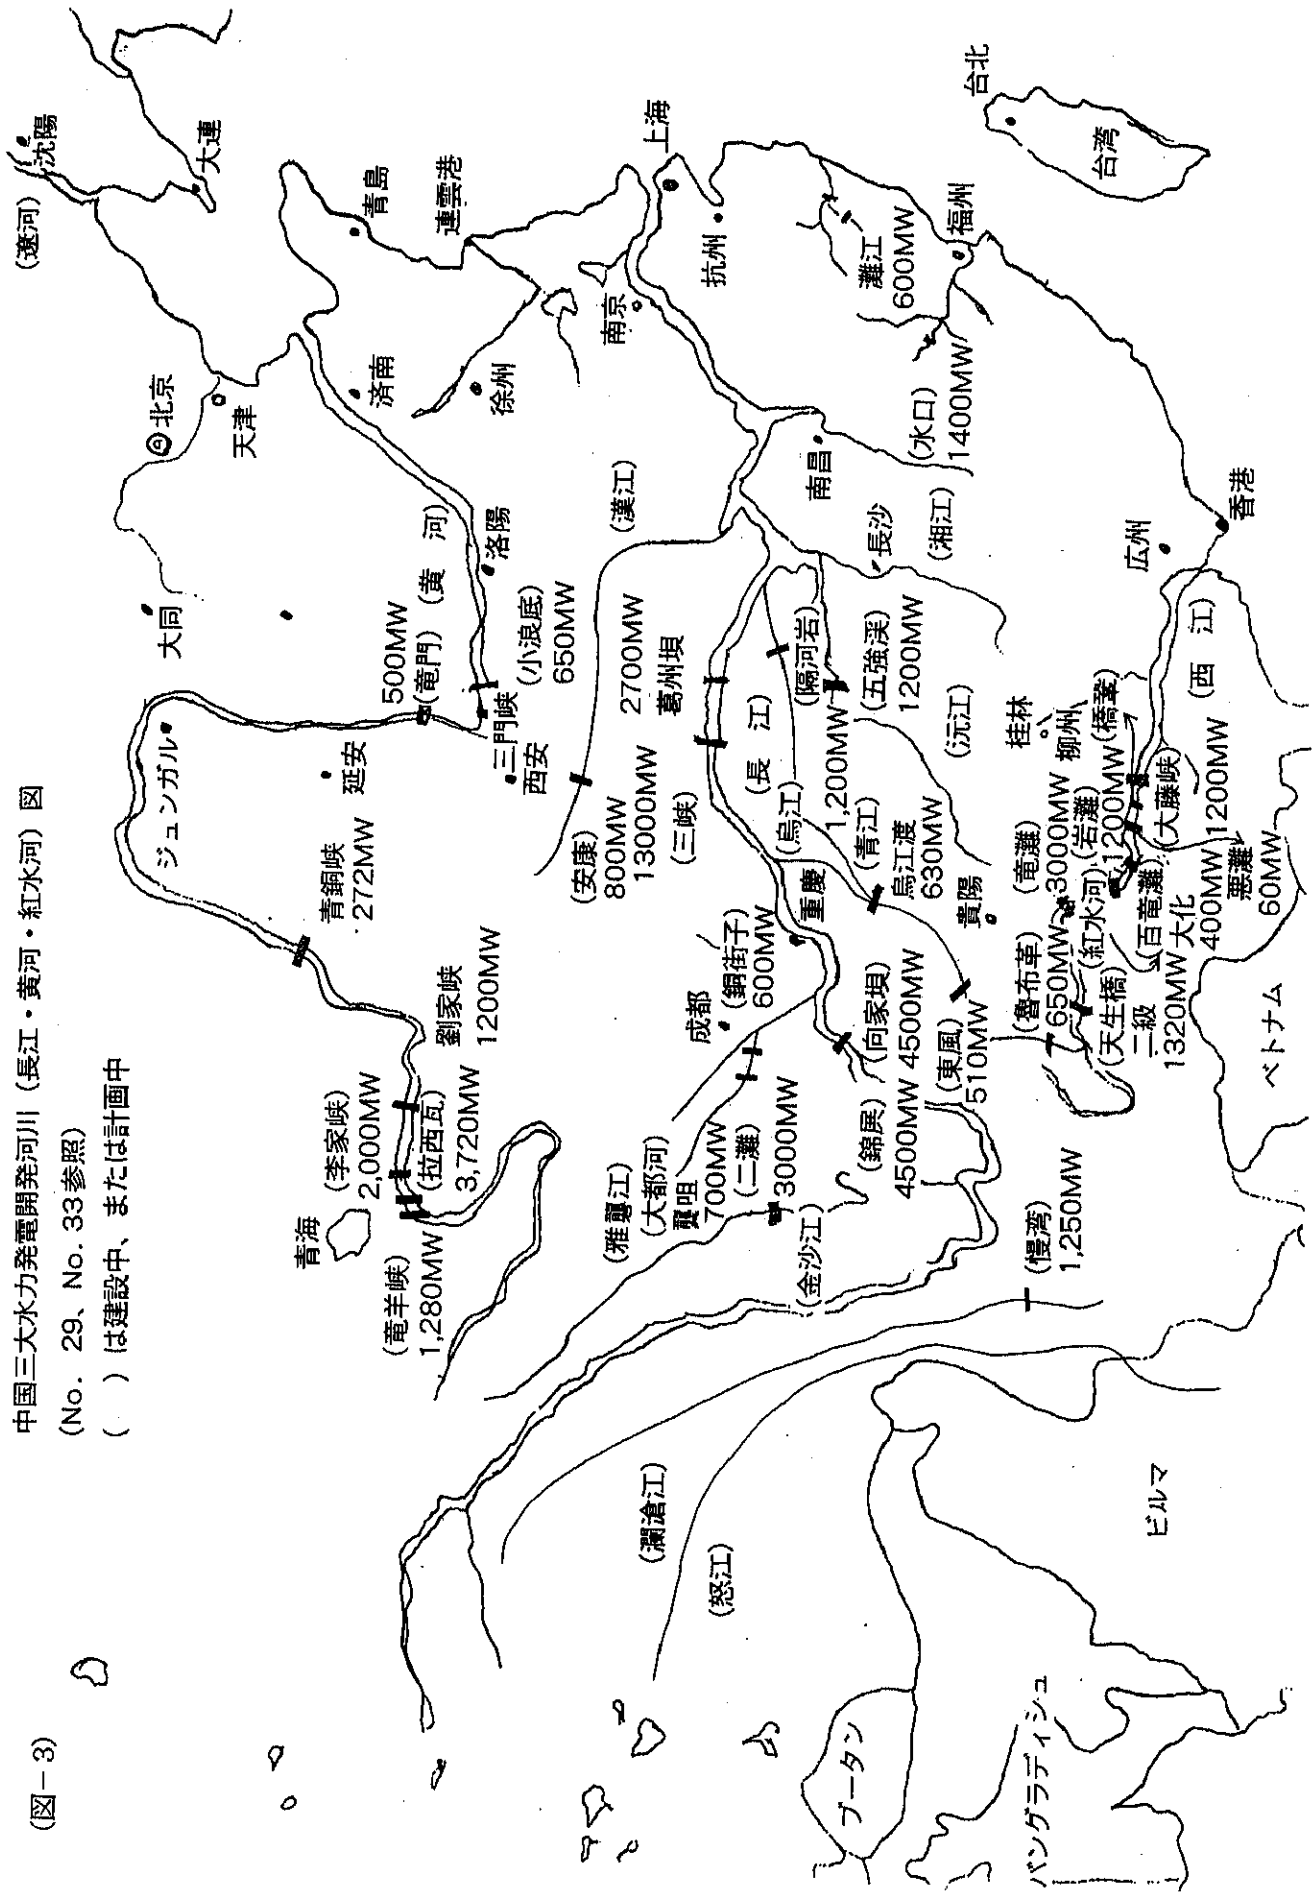 (図－3)
中国三大水力発電開発河川（長江・黄河・紅水河）図
(No. 29、No. 33参照)
(　) は建設中、または計画中
(遼河)
沈陽
大連
北京
天津
大同
ジュンガル
青島
連雲港
済南
徐州
500MW
(竜門)
(黄 河)
洛陽
(小浪底)
650MW
三門峡
西安
延安
青銅峡
272MW
劉家峡
1200MW
(李家峡)
2,000MW
(拉西瓦)
3,720MW
青海
(竜羊峡)
1,280MW
上海
杭州
南京
(漢江)
南昌
灘江
600MW
福州
台北
台湾
(水口)
1400MW
2700MW
葛州垻
(安康)
800MW
13000MW
(三峡)
(長 江)
(隔河岩)
1,200MW
(五強渓)
1200MW
長沙
(湘江)
(沅江)
(烏江)
(青江)
烏江渡
630MW
貴陽
重慶
成都
(銅街子)
600MW
(向家垻)
4500MW
(東風)
510MW
(雅礱江)
(大都河)
龔咀
700MW
(二灘)
3000MW
(錦屏)
4500MW
(金沙江)
(慢湾)
1,250MW
(瀾滄江)
(怒江)
香港
広州
(西 江)
桂林
柳州
(橋鞏)
(竜灘)
3000MW
(岩灘)
1200MW
(大藤峡)
1200MW
(紅水河)
(百竜灘)
大化
400MW
悪灘
60MW
(魯布革)
650MW
(天生橋)
二級
1320MW
ベトナム
ビルマ
ブータン
バングラディシュ